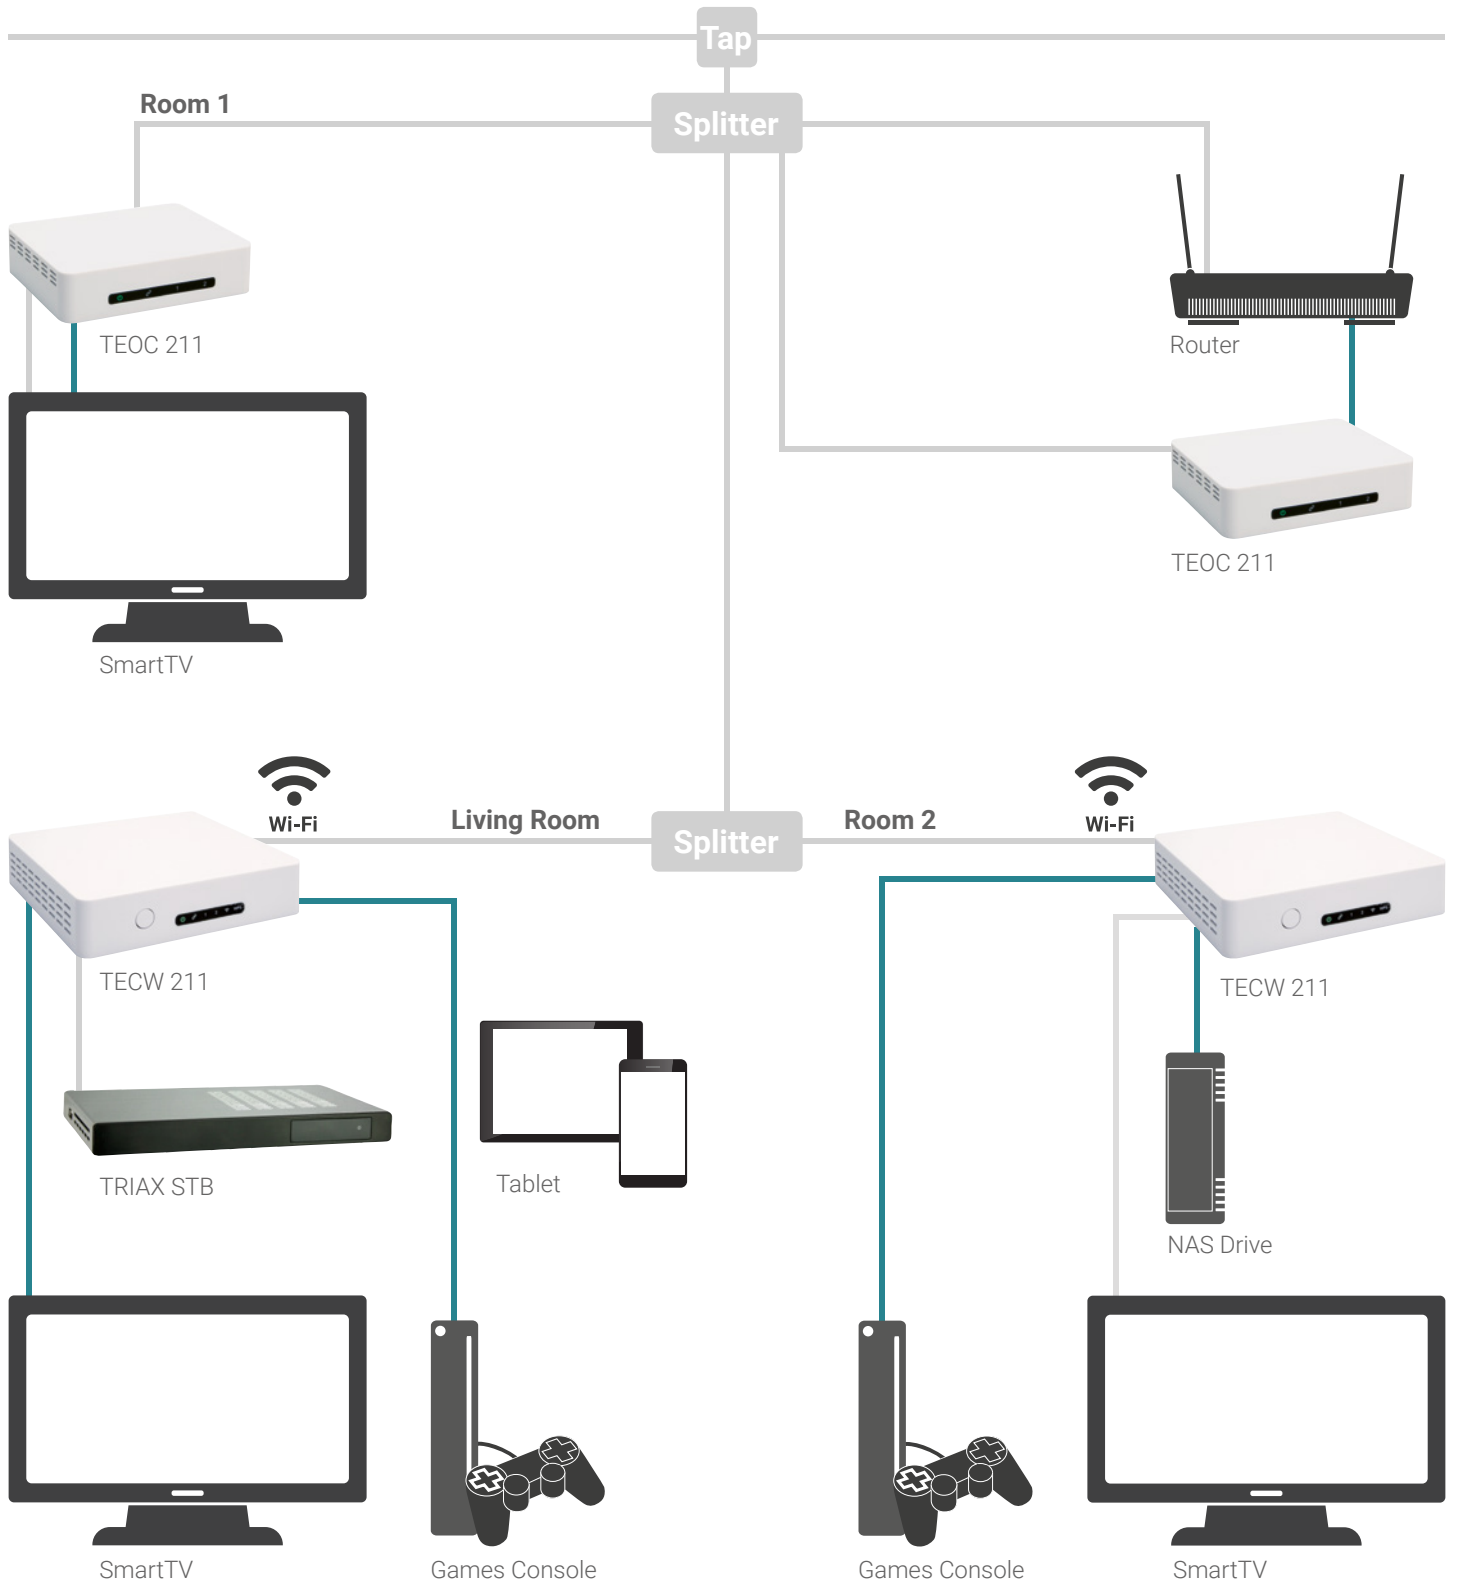 Tap
Room 1
Splitter
TEOC 211
Router
TEOC 211
SmartTV
Wi-Fi
Living Room
Splitter
Room 2
Wi-Fi
TECW 211
TECW 211
TRIAX STB
Tablet
NAS Drive
SmartTV
Games Console
Games Console
SmartTV